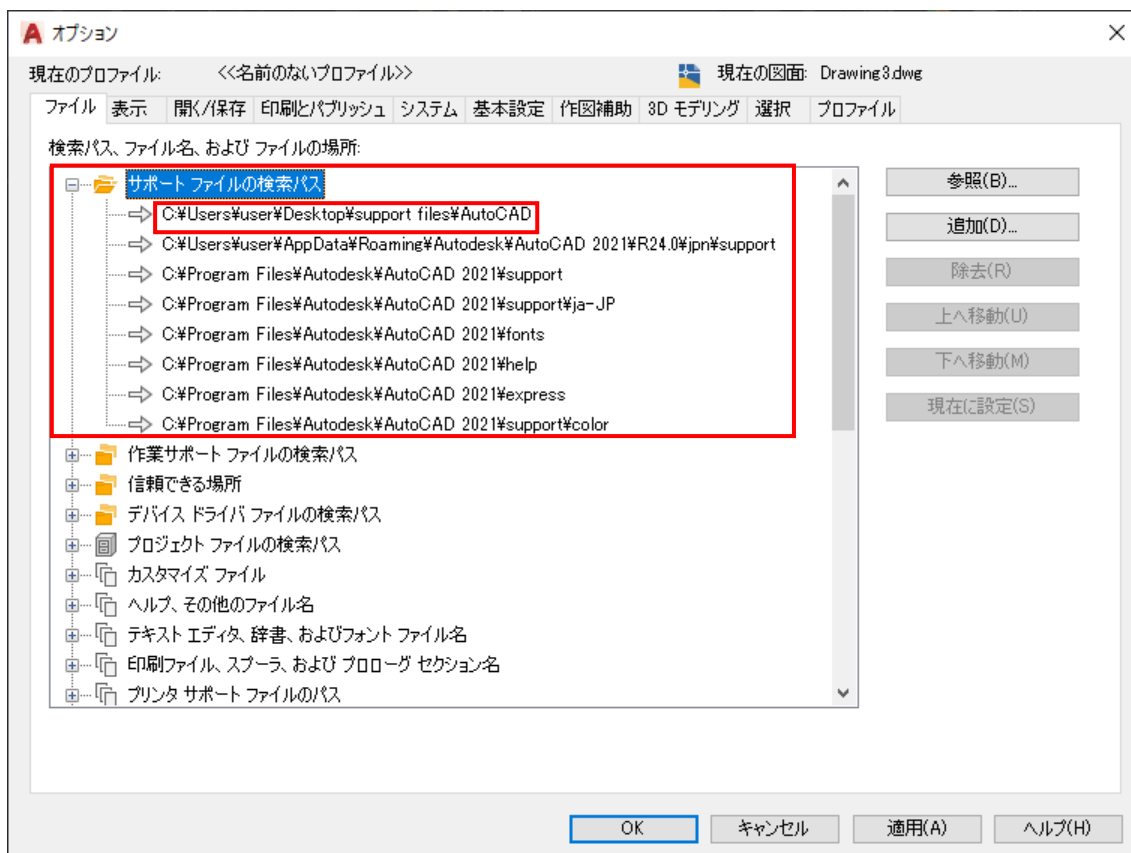 オプション
現在のプロファイル: <<名前のないプロファイル>> 現在の図面: Drawing3.dwg
ファイル 表示 開く/保存 印刷とパブリッシュ システム 基本設定 作図補助 3D モデリング 選択 プロファイル
検索パス、ファイル名、および ファイルの場所:
サポート ファイルの検索パス
C:¥Users¥user¥Desktop¥support files¥AutoCAD
C:¥Users¥user¥AppData¥Roaming¥Autodesk¥AutoCAD 2021¥R24.0¥jpn¥support
C:¥Program Files¥Autodesk¥AutoCAD 2021¥support
C:¥Program Files¥Autodesk¥AutoCAD 2021¥support¥ja-JP
C:¥Program Files¥Autodesk¥AutoCAD 2021¥fonts
C:¥Program Files¥Autodesk¥AutoCAD 2021¥help
C:¥Program Files¥Autodesk¥AutoCAD 2021¥express
C:¥Program Files¥Autodesk¥AutoCAD 2021¥support¥color
作業サポート ファイルの検索パス
信頼できる場所
デバイス ドライバ ファイルの検索パス
プロジェクト ファイルの検索パス
カスタマイズ ファイル
ヘルプ、その他のファイル名
テキスト エディタ、辞書、およびフォント ファイル名
印刷ファイル、スプーラ、および プロローグ セクション名
プリンタ サポート ファイルのパス
参照(B)...
追加(D)...
除去(R)
上へ移動(U)
下へ移動(M)
現在に設定(S)
OK キャンセル 適用(A) ヘルプ(H)